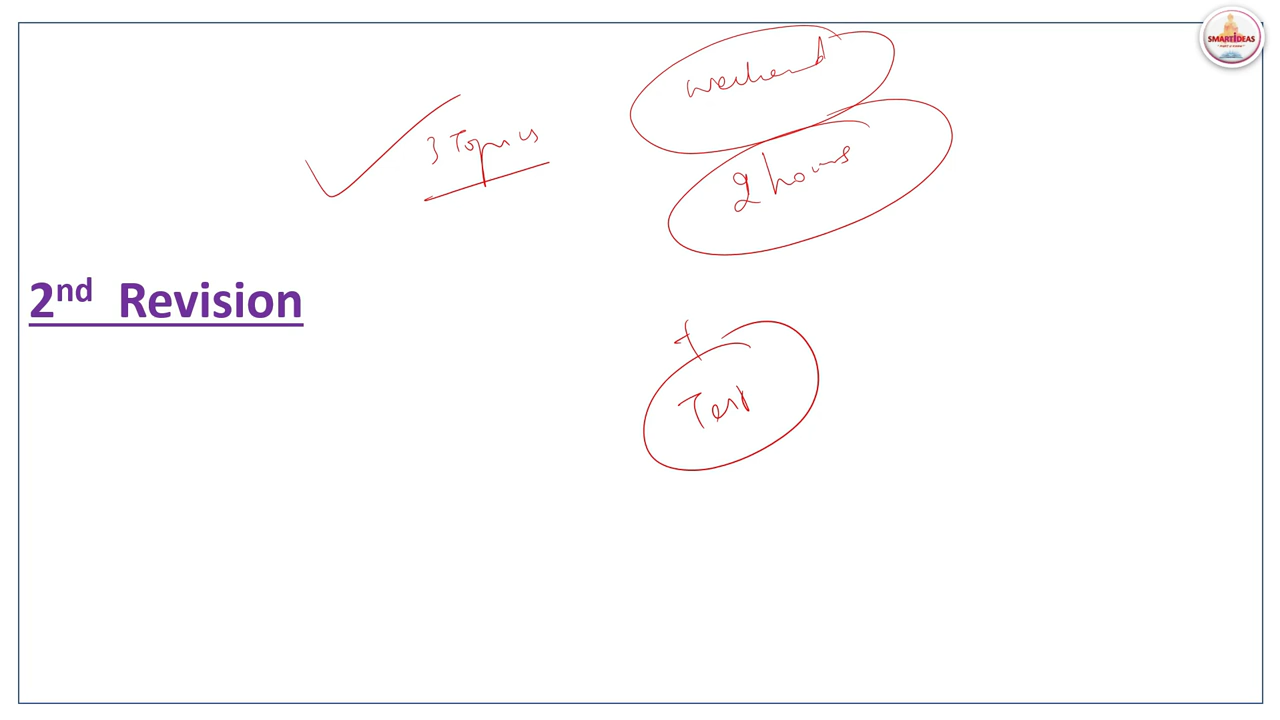 SMARTIDEAS
weekend
3 Topics
2 hours
2nd Revision
+
Test